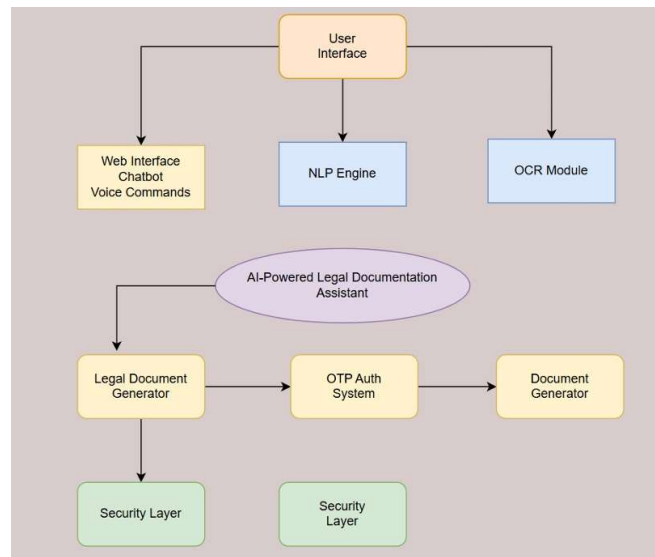 User
Interface
Web Interface
Chatbot
Voice Commands
NLP Engine
OCR Module
AI-Powered Legal Documentation
Assistant
Legal Document
Generator
OTP Auth
System
Document
Generator
Security Layer
Security
Layer